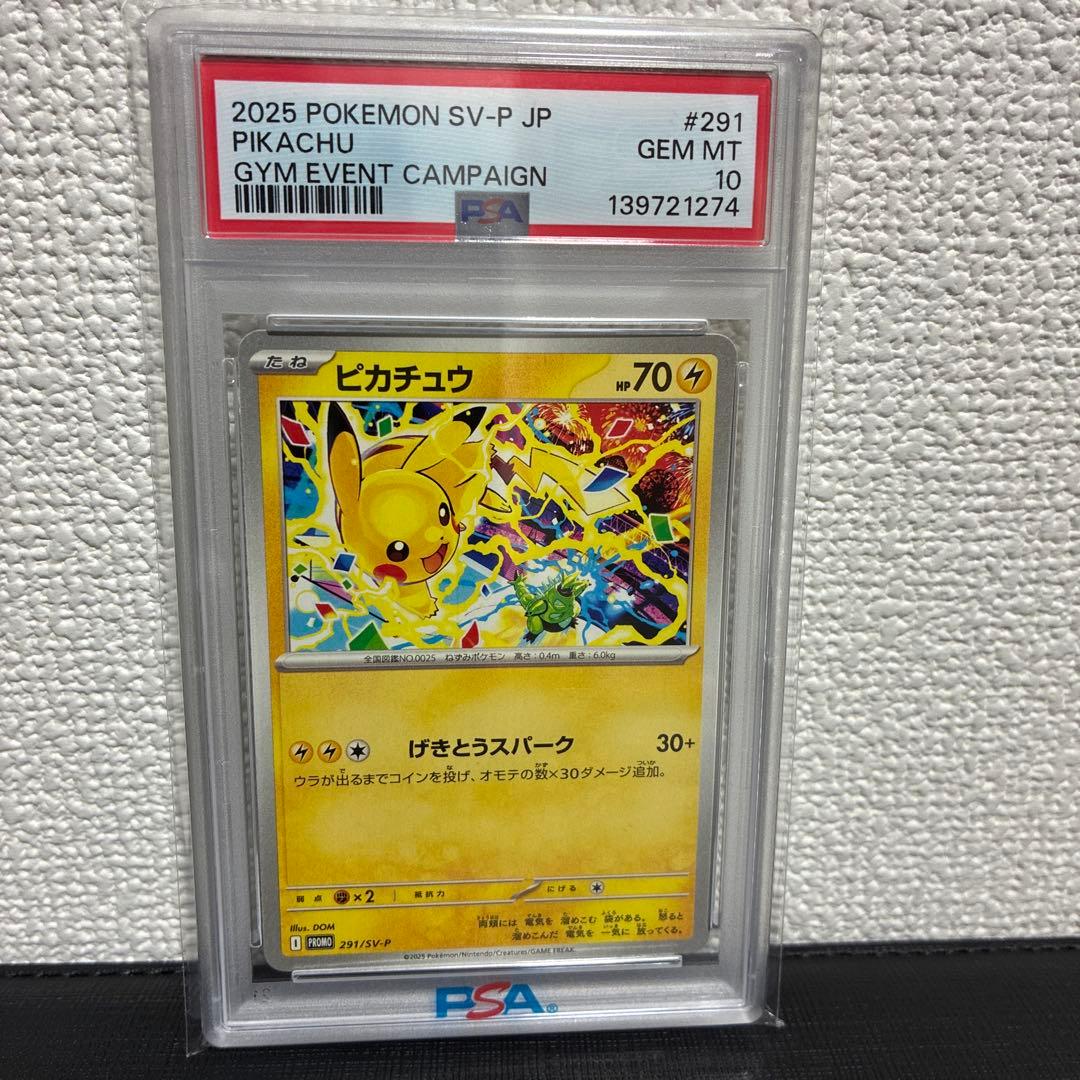 2025 POKEMON SV-P JP #291
PIKACHU GEM MT
GYM EVENT CAMPAIGN 10
PSA 139721274
たね ピカチュウ HP70
全国図鑑NO.0025 ねずみポケモン 高さ:0.4m 重さ:6.0kg
げきとうスパーク 30+
ウラが出るまでコインを投げ、オモテの数×30ダメージ追加。
弱点 ×2 抵抗力 にげる
両頬には 電気を 溜めこむ 袋がある。 怒ると
溜めこんだ 電気を 一気に 放ってくる。
Illus. DOM
I PROMO 291/SV-P
©2025 Pokémon/Nintendo/Creatures/GAME FREAK
PSA®